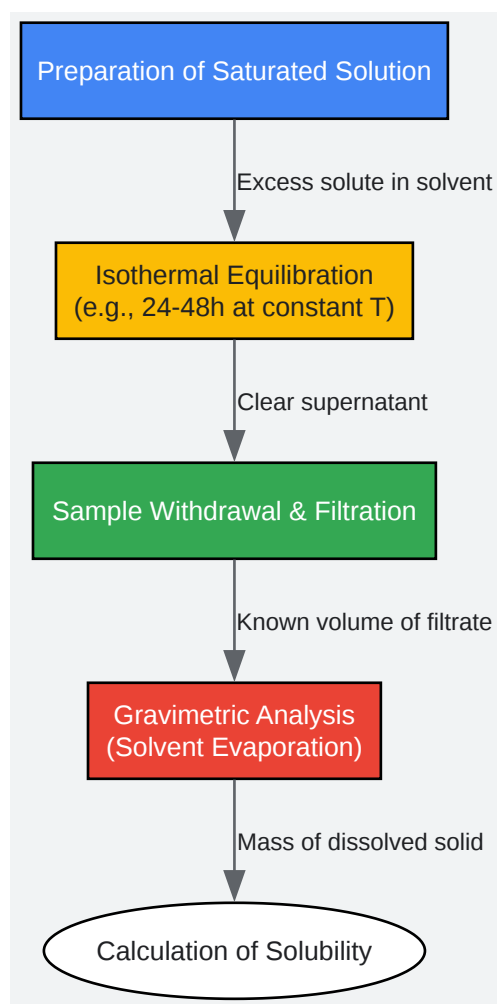 Preparation of Saturated Solution
Excess solute in solvent
Isothermal Equilibration
(e.g., 24-48h at constant T)
Clear supernatant
Sample Withdrawal & Filtration
Known volume of filtrate
Gravimetric Analysis
(Solvent Evaporation)
Mass of dissolved solid
Calculation of Solubility